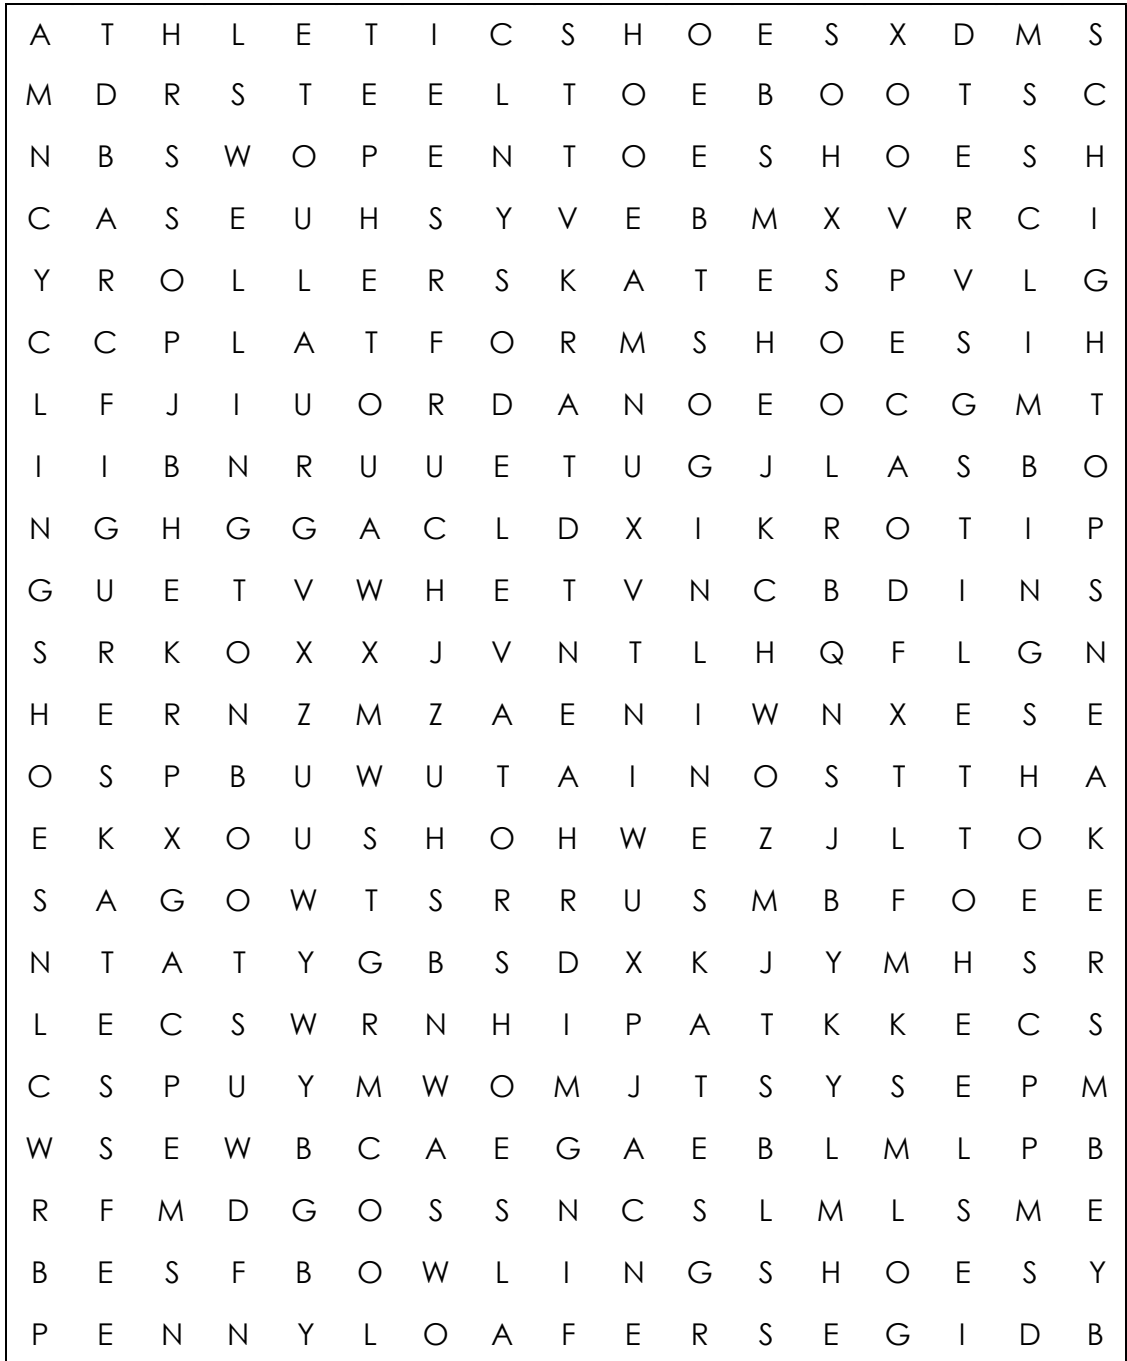 A T H L E T I C S H O E S X D M S
M D R S T E E L T O E B O O T S C
N B S W O P E N T O E S H O E S H
C A S E U H S Y V E B M X V R C I
Y R O L L E R S K A T E S P V L G
C C P L A T F O R M S H O E S I H
L F J I U O R D A N O E O C G M T
I I B N R U U E T U G J L A S B O
N G H G G A C L D X I K R O T I P
G U E T V W H E T V N C B D I N S
S R K O X X J V N T L H Q F L G N
H E R N Z M Z A E N I W N X E S E
O S P B U W U T A I N O S T T H A
E K X O U S H O H W E Z J L T O K
S A G O W T S R R U S M B F O E E
N T A T Y G B S D X K J Y M H S R
L E C S W R N H I P A T K K E C S
C S P U Y M W O M J T S Y S E P M
W S E W B C A E G A E B L M L P B
R F M D G O S S N C S L M L S M E
B E S F B O W L I N G S H O E S Y
P E N N Y L O A F E R S E G I D B